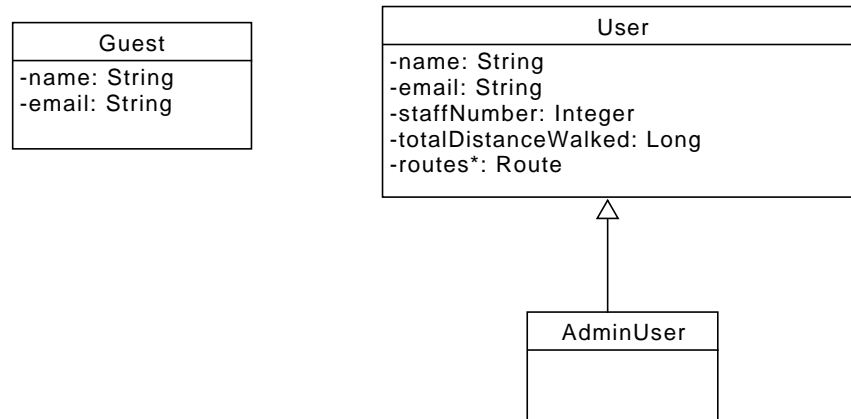 Guest
-name: String
-email: String
User
-name: String
-email: String
-staffNumber: Integer
-totalDistanceWalked: Long
-routes*: Route
AdminUser